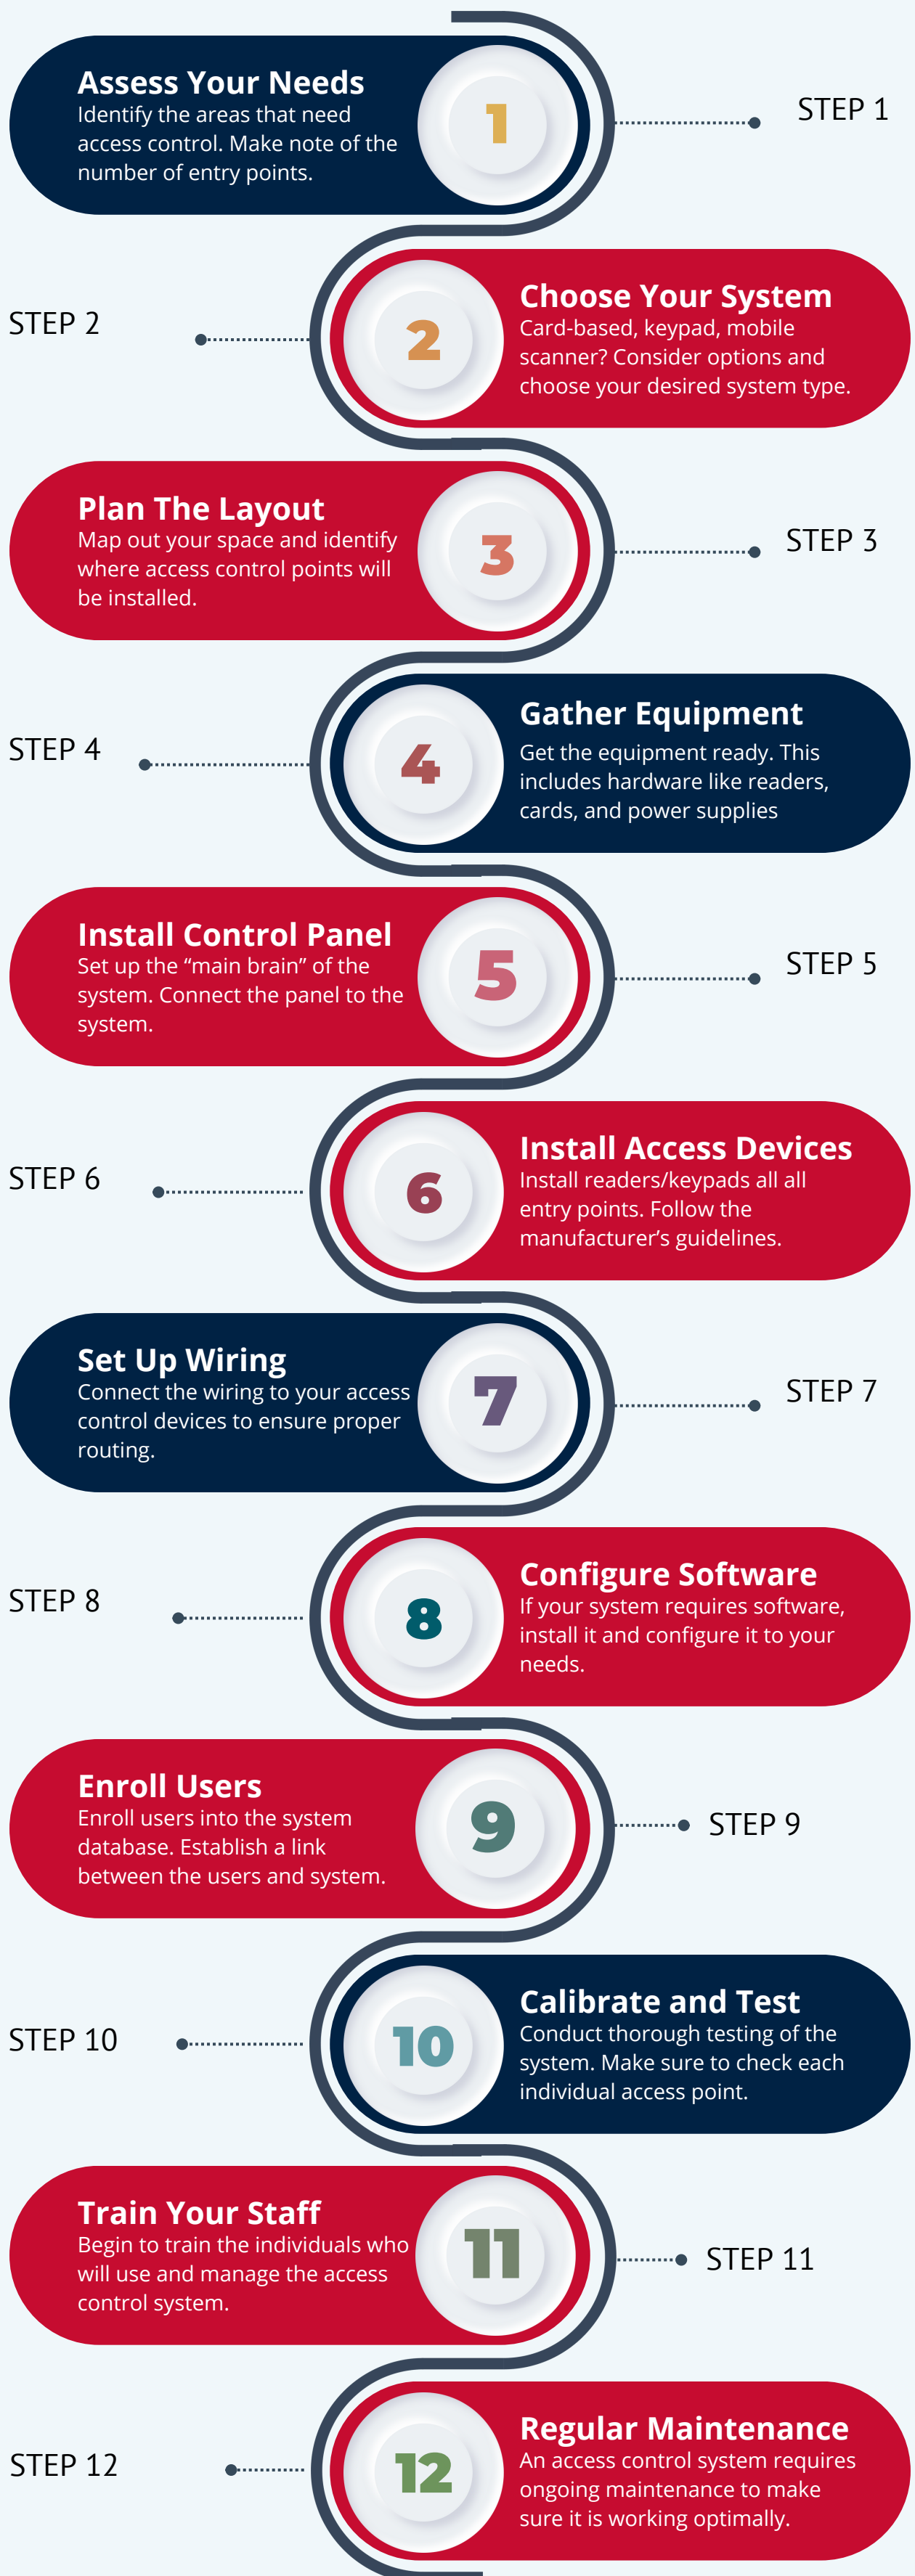 Assess Your Needs
Identify the areas that need
access control. Make note of the
number of entry points.
1
STEP 1
STEP 2
2
Choose Your System
Card-based, keypad, mobile
scanner? Consider options and
choose your desired system type.
Plan The Layout
Map out your space and identify
where access control points will
be installed.
3
STEP 3
STEP 4
4
Gather Equipment
Get the equipment ready. This
includes hardware like readers,
cards, and power supplies
Install Control Panel
Set up the “main brain” of the
system. Connect the panel to the
system.
5
STEP 5
STEP 6
6
Install Access Devices
Install readers/keypads all all
entry points. Follow the
manufacturer’s guidelines.
Set Up Wiring
Connect the wiring to your access
control devices to ensure proper
routing.
7
STEP 7
STEP 8
8
Configure Software
If your system requires software,
install it and configure it to your
needs.
Enroll Users
Enroll users into the system
database. Establish a link
between the users and system.
9
STEP 9
STEP 10
10
Calibrate and Test
Conduct thorough testing of the
system. Make sure to check each
individual access point.
Train Your Staff
Begin to train the individuals who
will use and manage the access
control system.
11
STEP 11
STEP 12
12
Regular Maintenance
An access control system requires
ongoing maintenance to make
sure it is working optimally.